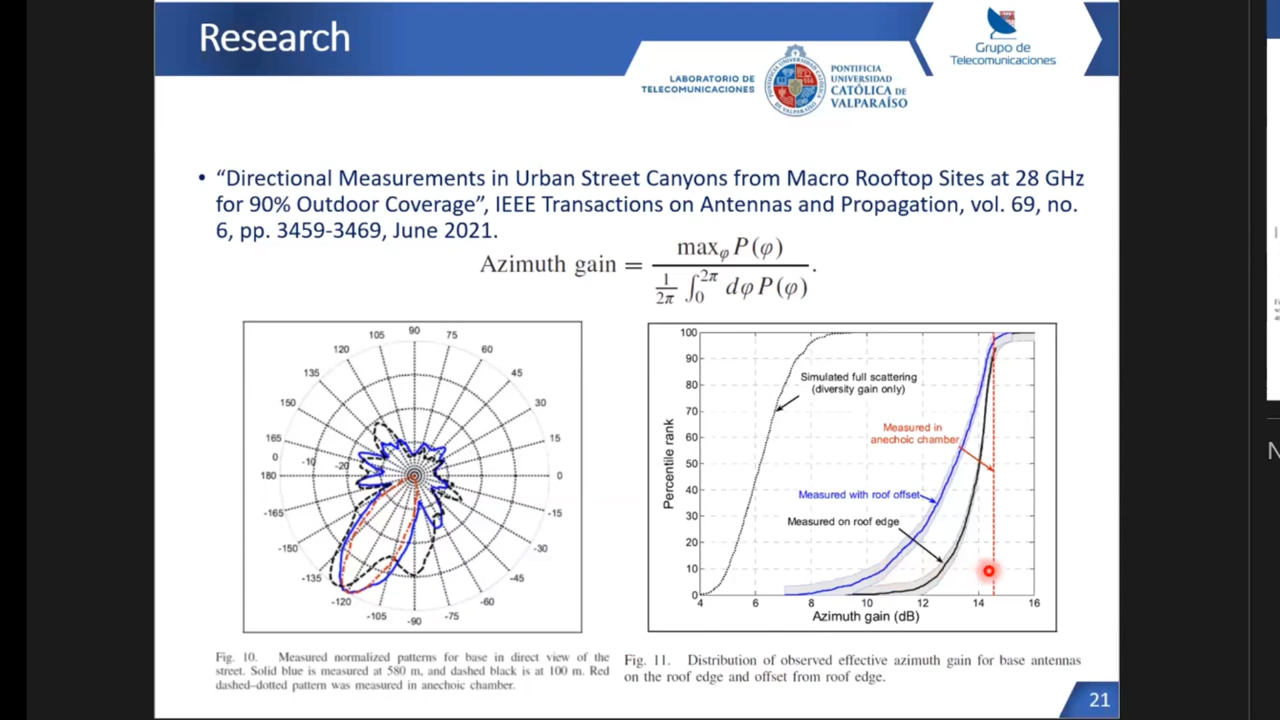 Research
LABORATORIO DE
TELECOMUNICACIONES
PONTIFICIA
UNIVERSIDAD
CATÓLICA DE
VALPARAÍSO
Grupo de
Telecomunicaciones
• “Directional Measurements in Urban Street Canyons from Macro Rooftop Sites at 28 GHz
for 90% Outdoor Coverage”, IEEE Transactions on Antennas and Propagation, vol. 69, no.
6, pp. 3459-3469, June 2021.
Azimuth gain = max_φ P(φ) / (1/2π ∫_0^2π dφ P(φ)).
90
105 75
120 60
135 45
150 30
165 15
0 -10 -20
180 0
-165 -15
-150 -30
-135 -45
-120 -60
-105 -75
-90
100
90
80
70
60
50
40
30
20
10
0
Percentile rank
Simulated full scattering
(diversity gain only)
Measured in
anechoic chamber
Measured with roof offset
Measured on roof edge
4 6 8 10 12 14 16
Azimuth gain (dB)
Fig. 10. Measured normalized patterns for base in direct view of the
street. Solid blue is measured at 580 m, and dashed black is at 100 m. Red
dashed–dotted pattern was measured in anechoic chamber.
Fig. 11. Distribution of observed effective azimuth gain for base antennas
on the roof edge and offset from roof edge.
21